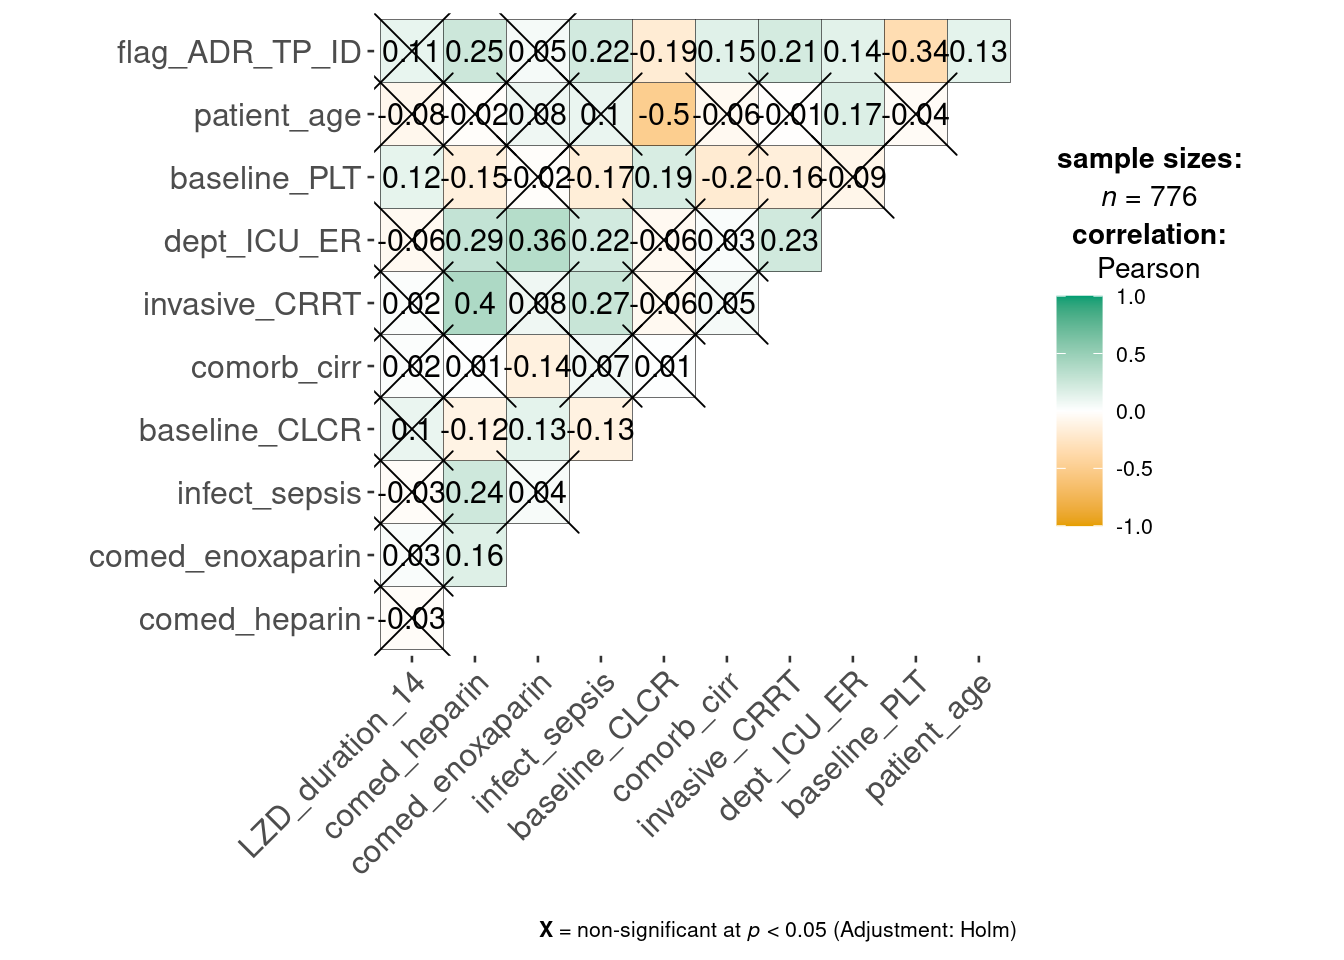 flag_ADR_TP_ID 0.11 0.25 0.05 0.22 -0.19 0.15 0.21 0.14 -0.34 0.13
patient_age -0.08 -0.02 0.08 0.1 -0.5 -0.06 -0.01 0.17 -0.04
baseline_PLT 0.12 -0.15 -0.02 -0.17 0.19 -0.2 -0.16 -0.09
dept_ICU_ER -0.06 0.29 0.36 0.22 -0.06 0.03 0.23
invasive_CRRT 0.02 0.4 0.08 0.27 -0.06 0.05
comorb_cirr 0.02 0.01 -0.14 0.07 0.01
baseline_CLCR 0.1 -0.12 0.13 -0.13
infect_sepsis -0.03 0.24 0.04
comed_enoxaparin 0.03 0.16
comed_heparin -0.03
LZD_duration_14
comed_heparin
comed_enoxaparin
infect_sepsis
baseline_CLCR
comorb_cirr
invasive_CRRT
dept_ICU_ER
baseline_PLT
patient_age
sample sizes:
n = 776
correlation:
Pearson
1.0
0.5
0.0
-0.5
-1.0
X = non-significant at p < 0.05 (Adjustment: Holm)